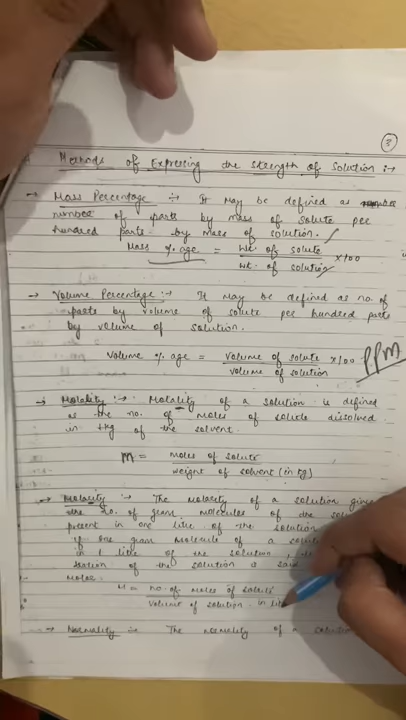 3
Methods of Expressing the strength of Solution :-
→ Mass Percentage :- It may be defined as
number of parts by mass of solute per
hundred parts by mass of solution.
Mass % age = wt. of solute / wt. of solution × 100
→ Volume Percentage :- It may be defined as no. of
parts by volume of solute per hundred parts
by volume of solution.
Volume % age = volume of solute / volume of solution × 100
PPM
→ Molality :- Molality of a solution is defined
as the no. of moles of solute dissolved
in 1 kg of the solvent.
m = moles of solute / weight of solvent (in kg)
→ Molarity :- The molarity of a solution gives
the no. of gram molecules of the
present in one litre of the solution
if one gram molecule of a
in 1 litre of the solution,
of the solution is said
molar.
M = no. of moles of solute / volume of solution in
→ Normality :- The normality of a